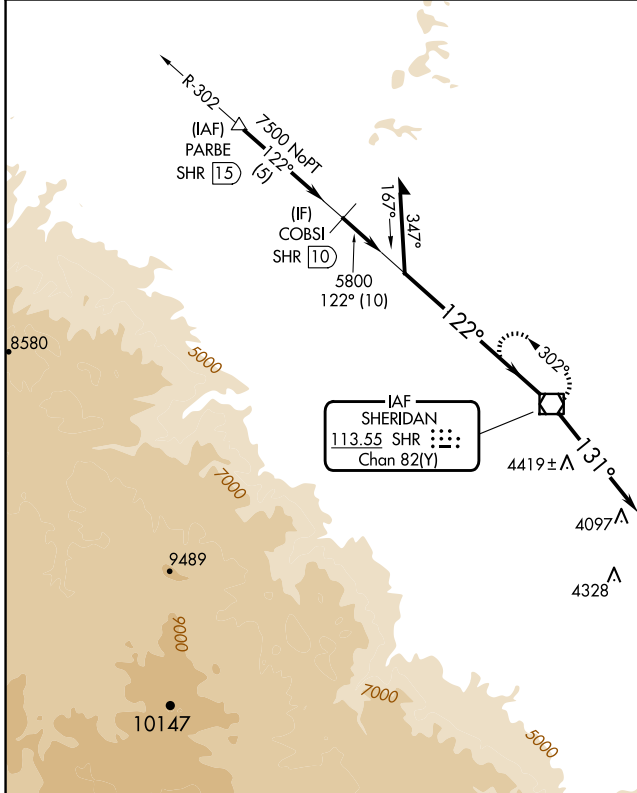 R-302
(IAF)
PARBE
SHR 15
7500 NoPT
122°
(5)
(IF)
COBSI
SHR 10
167°
347°
5800
122° (10)
122°
302°
8580
5000
IAF
SHERIDAN
113.55 SHR
Chan 82(Y)
131°
4419±
7000
4097
9489
4328
9000
7000
10147
5000